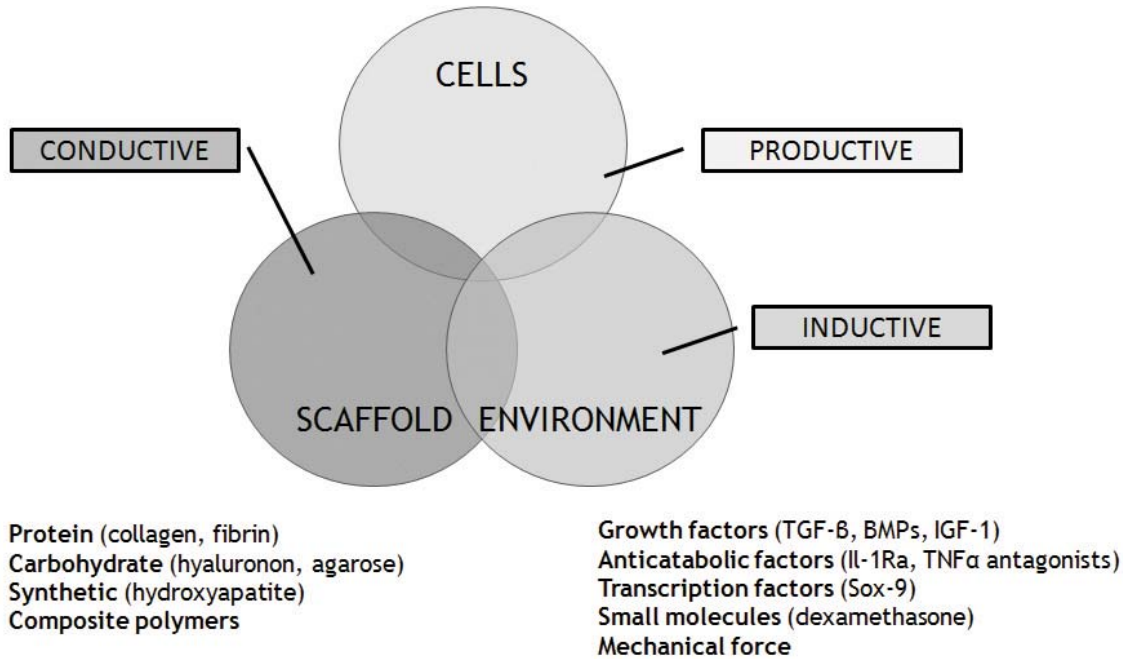 CELLS
CONDUCTIVE
PRODUCTIVE
INDUCTIVE
SCAFFOLD
ENVIRONMENT
Protein (collagen, fibrin)
Carbohydrate (hyaluronon, agarose)
Synthetic (hydroxyapatite)
Composite polymers
Growth factors (TGF-ß, BMPs, IGF-1)
Anticatabolic factors (Il-1Ra, TNFα antagonists)
Transcription factors (Sox-9)
Small molecules (dexamethasone)
Mechanical force